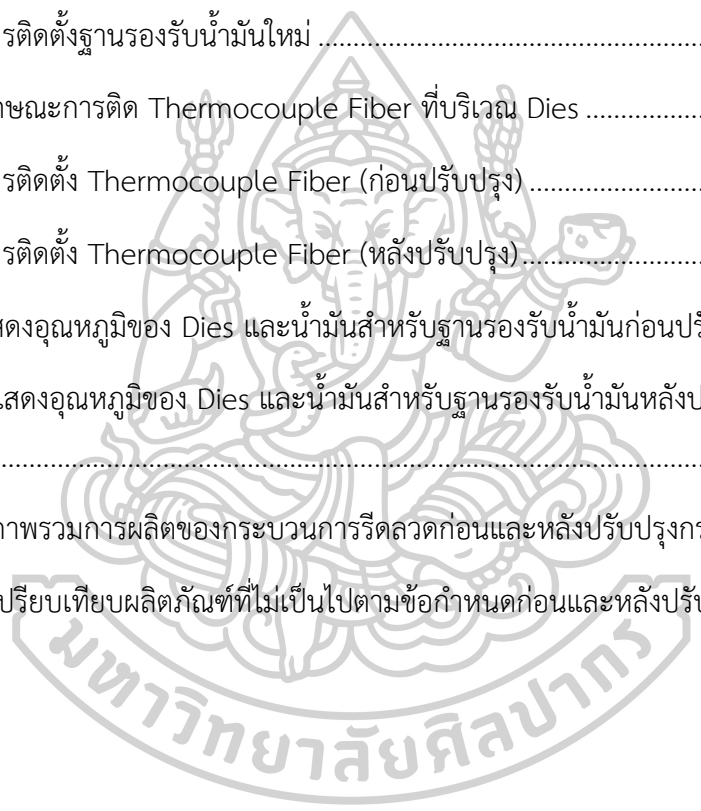 รติดตั้งฐานรองรับน้ำมันใหม่ ........................................................
าษณะการติด Thermocouple Fiber ที่บริเวณ Dies .................
รติดตั้ง Thermocouple Fiber (ก่อนปรับปรุง) .........................
รติดตั้ง Thermocouple Fiber (หลังปรับปรุง) ..........................
สดงอุณหภูมิของ Dies และน้ำมันสำหรับฐานรองรับน้ำมันก่อนปรั
แสดงอุณหภูมิของ Dies และน้ำมันสำหรับฐานรองรับน้ำมันหลังป
........................................................................................................
าาพรวมการผลิตของกระบวนการรีดลวดก่อนและหลังปรับปรุงกร
เปรียบเทียบผลิตภัณฑ์ที่ไม่เป็นไปตามข้อกำหนดก่อนและหลังปรับ
มหาวิทยาลัยศิลปากร